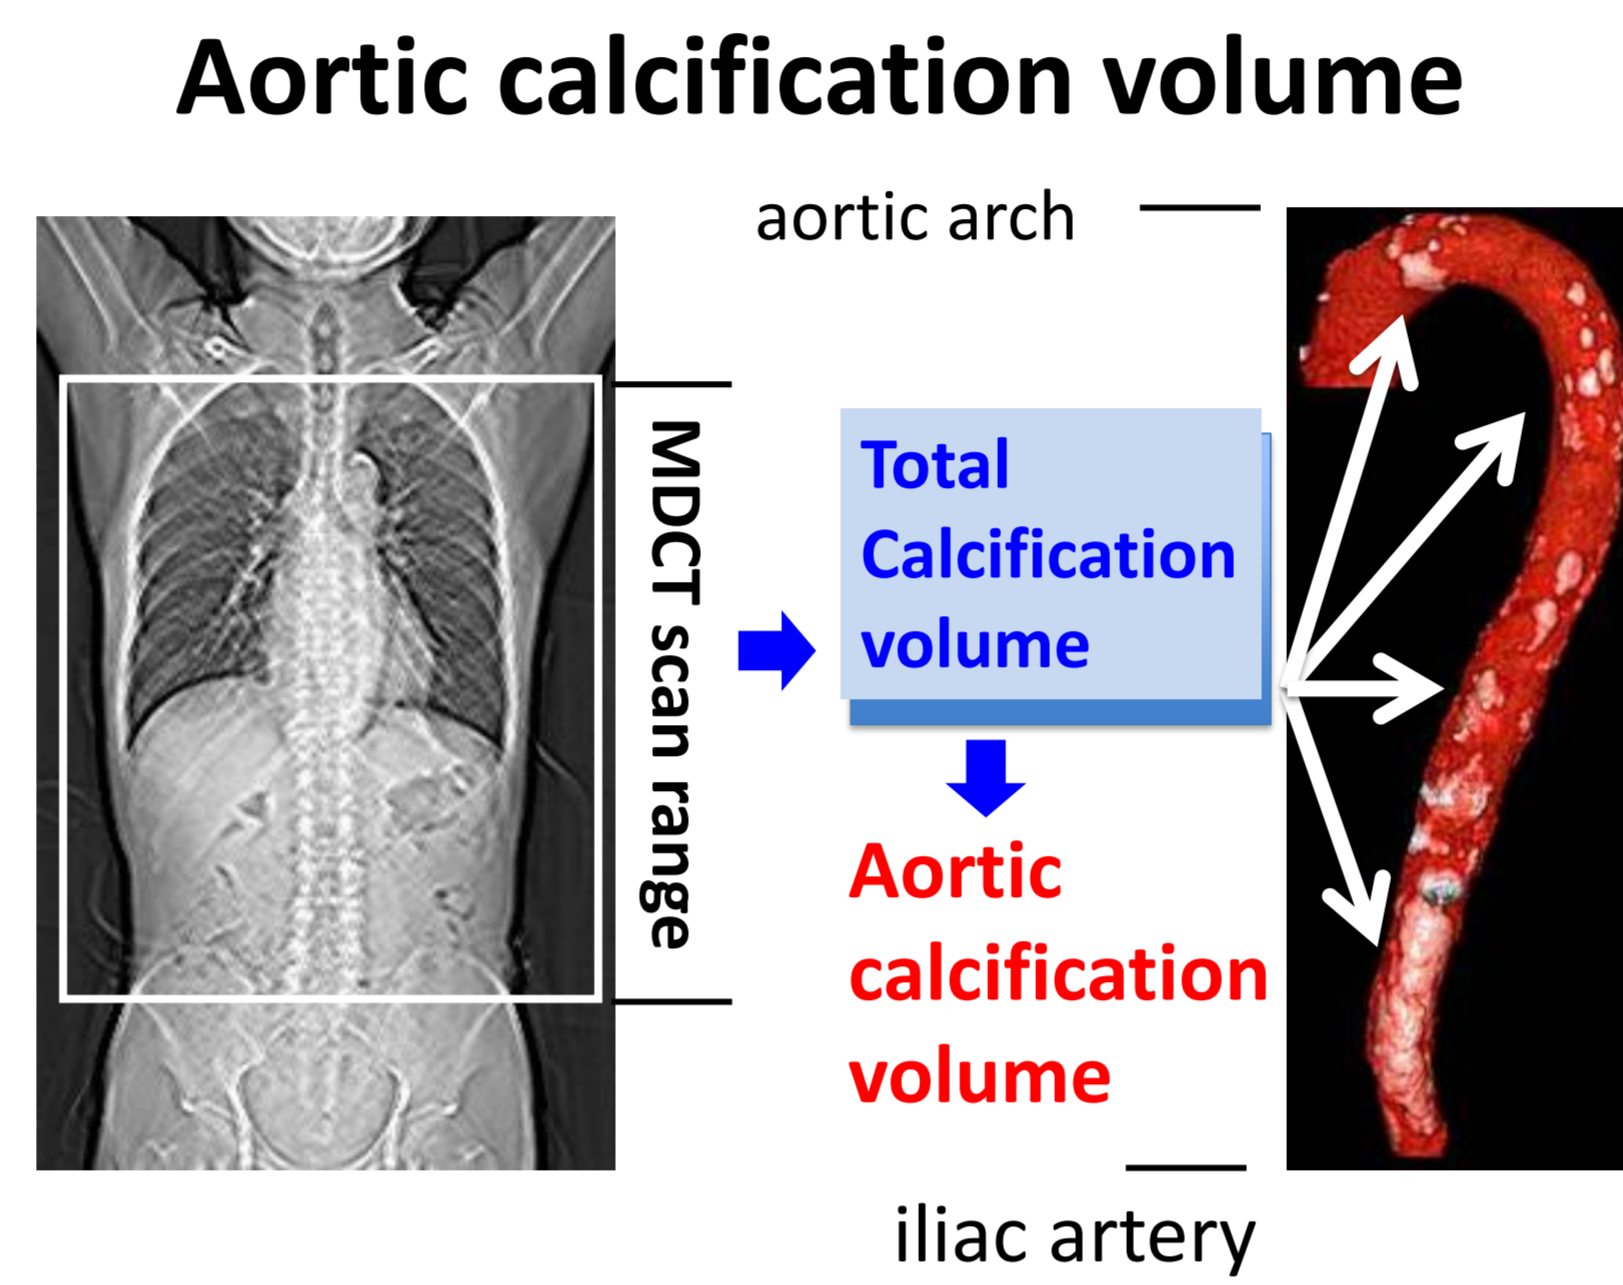 Aortic calcification volume
aortic arch
MDCT scan range
Total
Calcification
volume
Aortic
calcification
volume
iliac artery